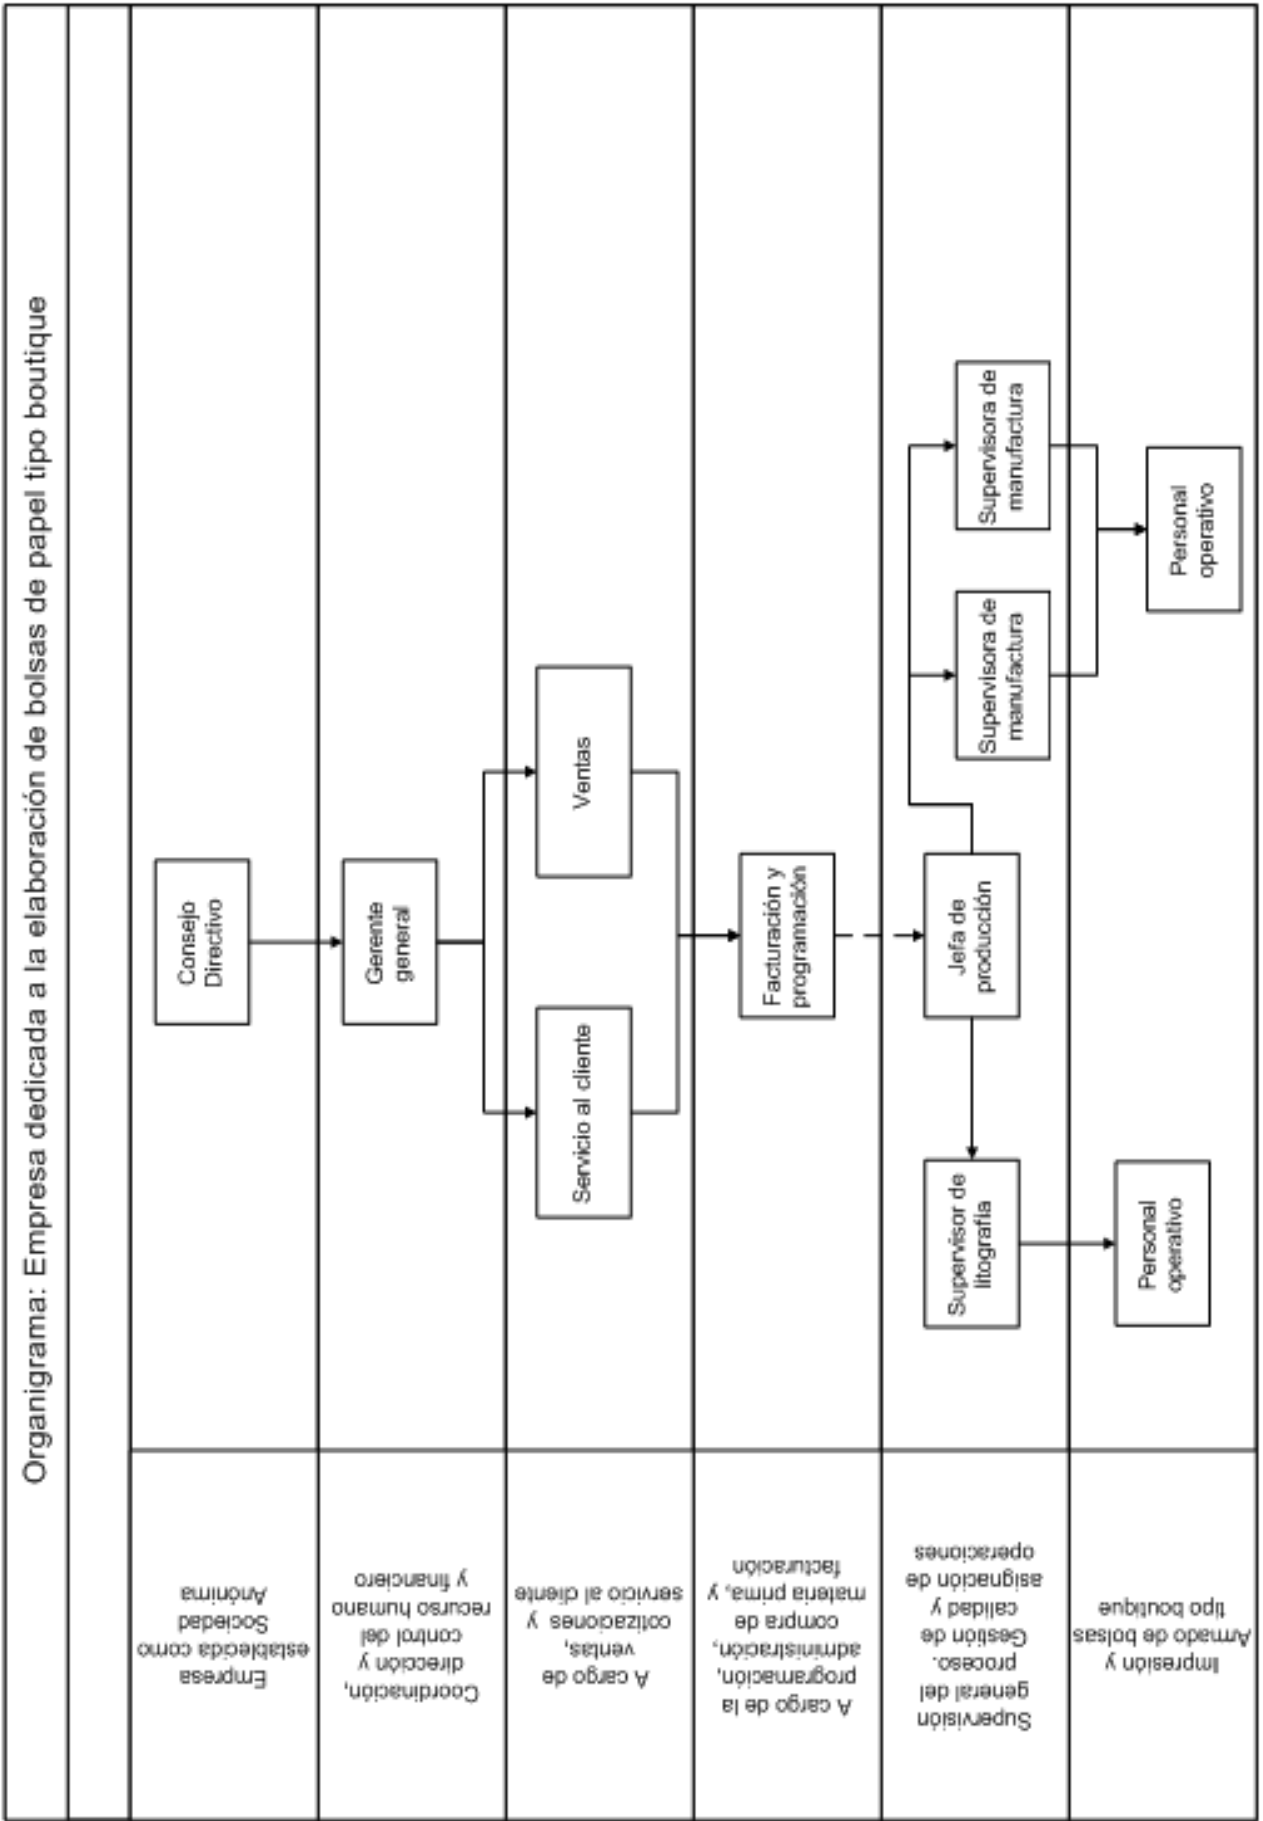 Organigrama: Empresa dedicada a la elaboración de bolsas de papel tipo boutique
Empresa
establecida como
Sociedad
Anónima
Consejo
Directivo
Coordinación,
dirección y
control del
recurso humano
y financiero
Gerente
general
A cargo de
ventas,
cotizaciones y
servicio al cliente
Servicio al cliente
Ventas
A cargo de la
programación,
administración,
compra de
materia prima, y
facturación
Facturación y
programación
Supervisión
general del
proceso.
Gestión de
calidad y
asignación de
operaciones
Supervisor de
litografía
Jefa de
producción
Supervisora de
manufactura
Supervisora de
manufactura
Impresión y
Armado de bolsas
tipo boutique
Personal
operativo
Personal
operativo